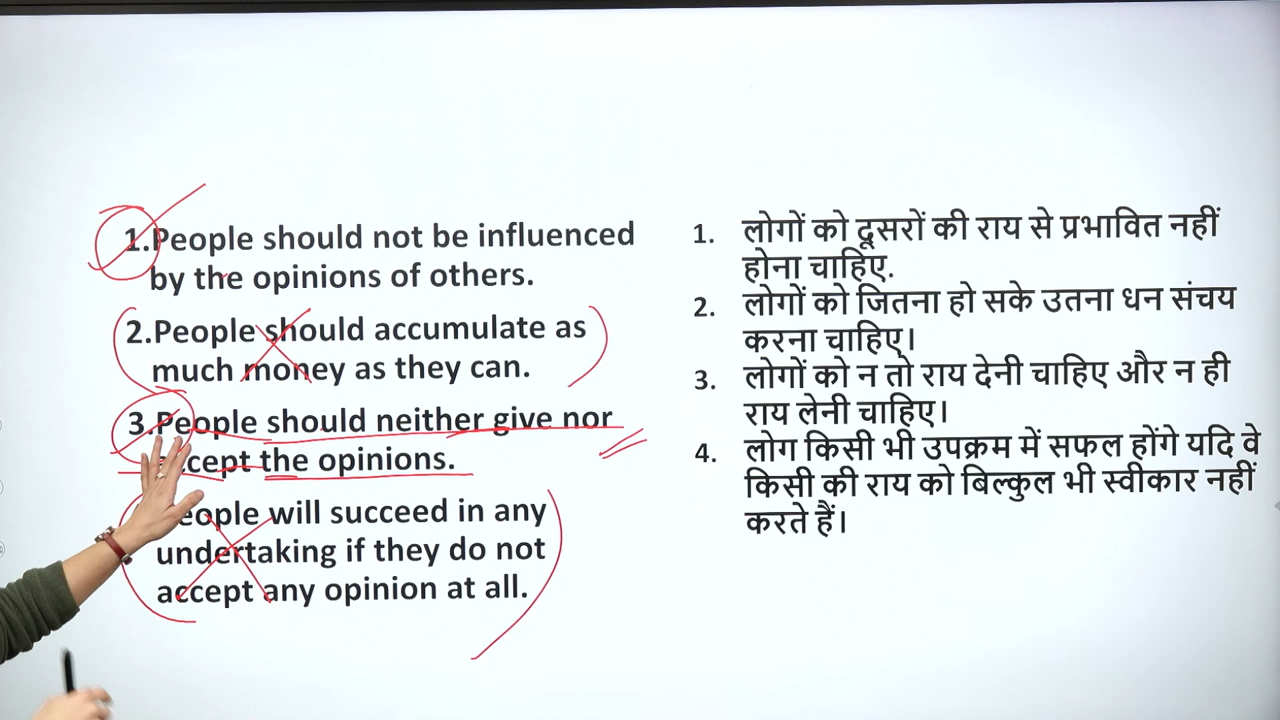 1.People should not be influenced
by the opinions of others.
2.People should accumulate as
much money as they can.
3.People should neither give nor
accept the opinions.
People will succeed in any
undertaking if they do not
accept any opinion at all.
1. लोगों को दूसरों की राय से प्रभावित नहीं
होना चाहिए.
2. लोगों को जितना हो सके उतना धन संचय
करना चाहिए।
3. लोगों को न तो राय देनी चाहिए और न ही
राय लेनी चाहिए।
4. लोग किसी भी उपक्रम में सफल होंगे यदि वे
किसी की राय को बिल्कुल भी स्वीकार नहीं
करते हैं।